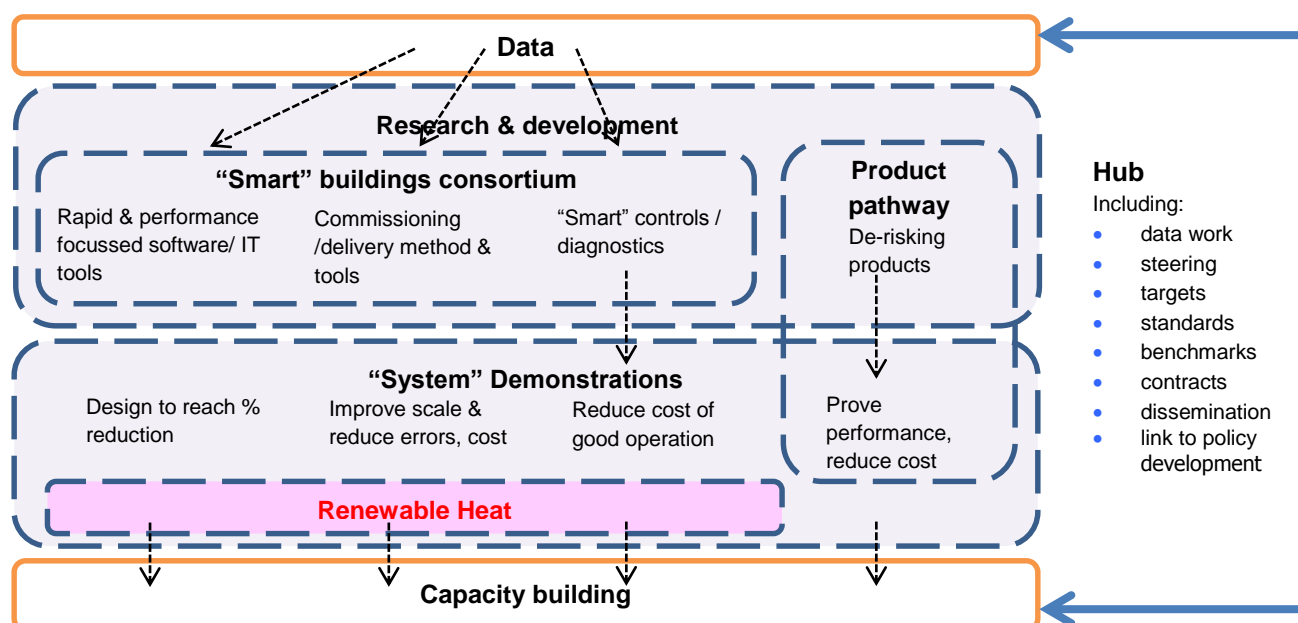 Data
Research & development
“Smart” buildings consortium
Rapid & performance
focussed software/ IT
tools
Commissioning
/delivery method &
tools
“Smart” controls /
diagnostics
Product
pathway
De-risking
products
“System” Demonstrations
Design to reach %
reduction
Improve scale &
reduce errors, cost
Reduce cost of
good operation
Prove
performance,
reduce cost
Renewable Heat
Capacity building
Hub
Including:
• data work
• steering
• targets
• standards
• benchmarks
• contracts
• dissemination
• link to policy
development